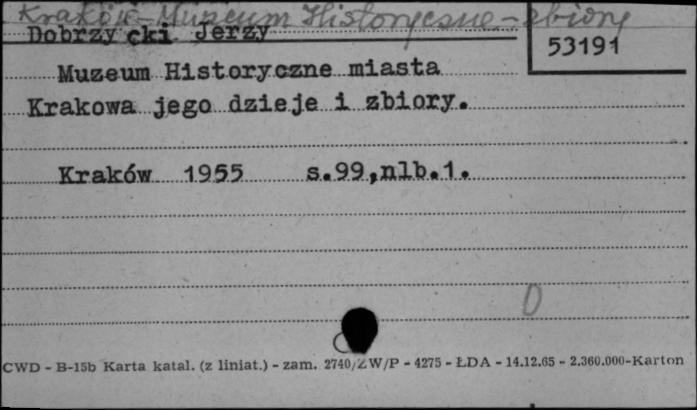 Kraków - Muzeum Historyczne - zbiory
Dobrzycki Jerzy
53191
Muzeum Historyczne miasta
Krakowa jego dzieje i zbiory.
Kraków 1955 s.99,nlb.1.
0
CWD - B-15b Karta katal. (z liniat.) - zam. 2740/ZW/P - 4275 - ŁDA - 14.12.65 - 2.360.000-Karton